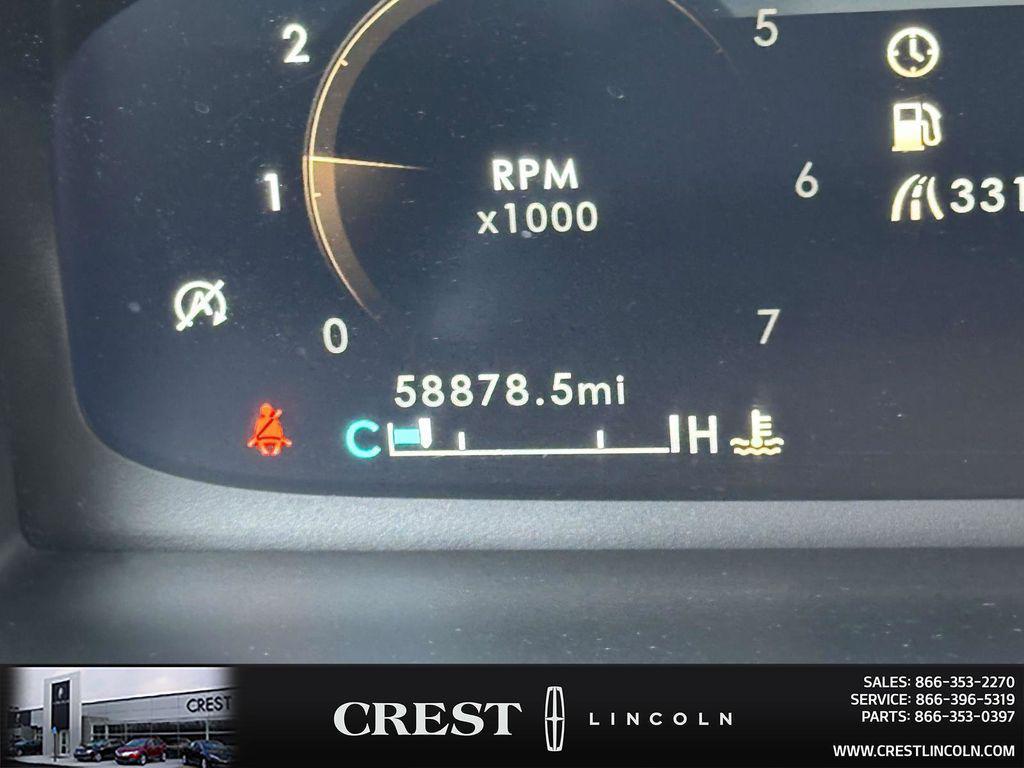 2
5
RPM
1
x1000
6
331
A
0
7
58878.5mi
C
H
CREST
CREST
LINCOLN
SALES: 866-353-2270
SERVICE: 866-396-5319
PARTS: 866-353-0397
WWW.CRESTLINCOLN.COM